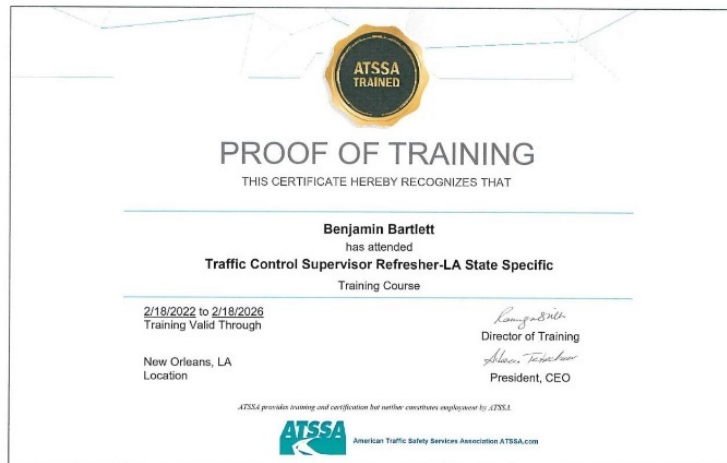 ATSSA
TRAINED
PROOF OF TRAINING
THIS CERTIFICATE HEREBY RECOGNIZES THAT
Benjamin Bartlett
has attended
Traffic Control Supervisor Refresher-LA State Specific
Training Course
2/18/2022 to 2/18/2026
Training Valid Through
Director of Training
New Orleans, LA
Location
President, CEO
ATSSA provides training and certification but neither constitutes employment by ATSSA.
ATSSA
American Traffic Safety Services Association ATSSA.com